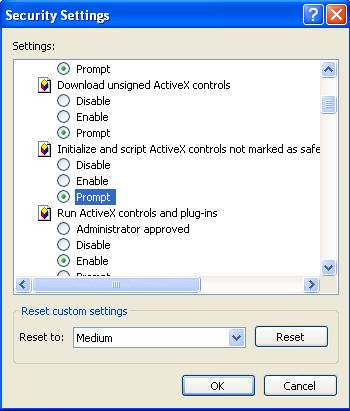 Security Settings
Settings:
Prompt
Download unsigned ActiveX controls
Disable
Enable
Prompt
Initialize and script ActiveX controls not marked as safe
Disable
Enable
Prompt
Run ActiveX controls and plug-ins
Administrator approved
Disable
Enable
Prompt
Reset custom settings
Reset to:
Medium
Reset
OK
Cancel